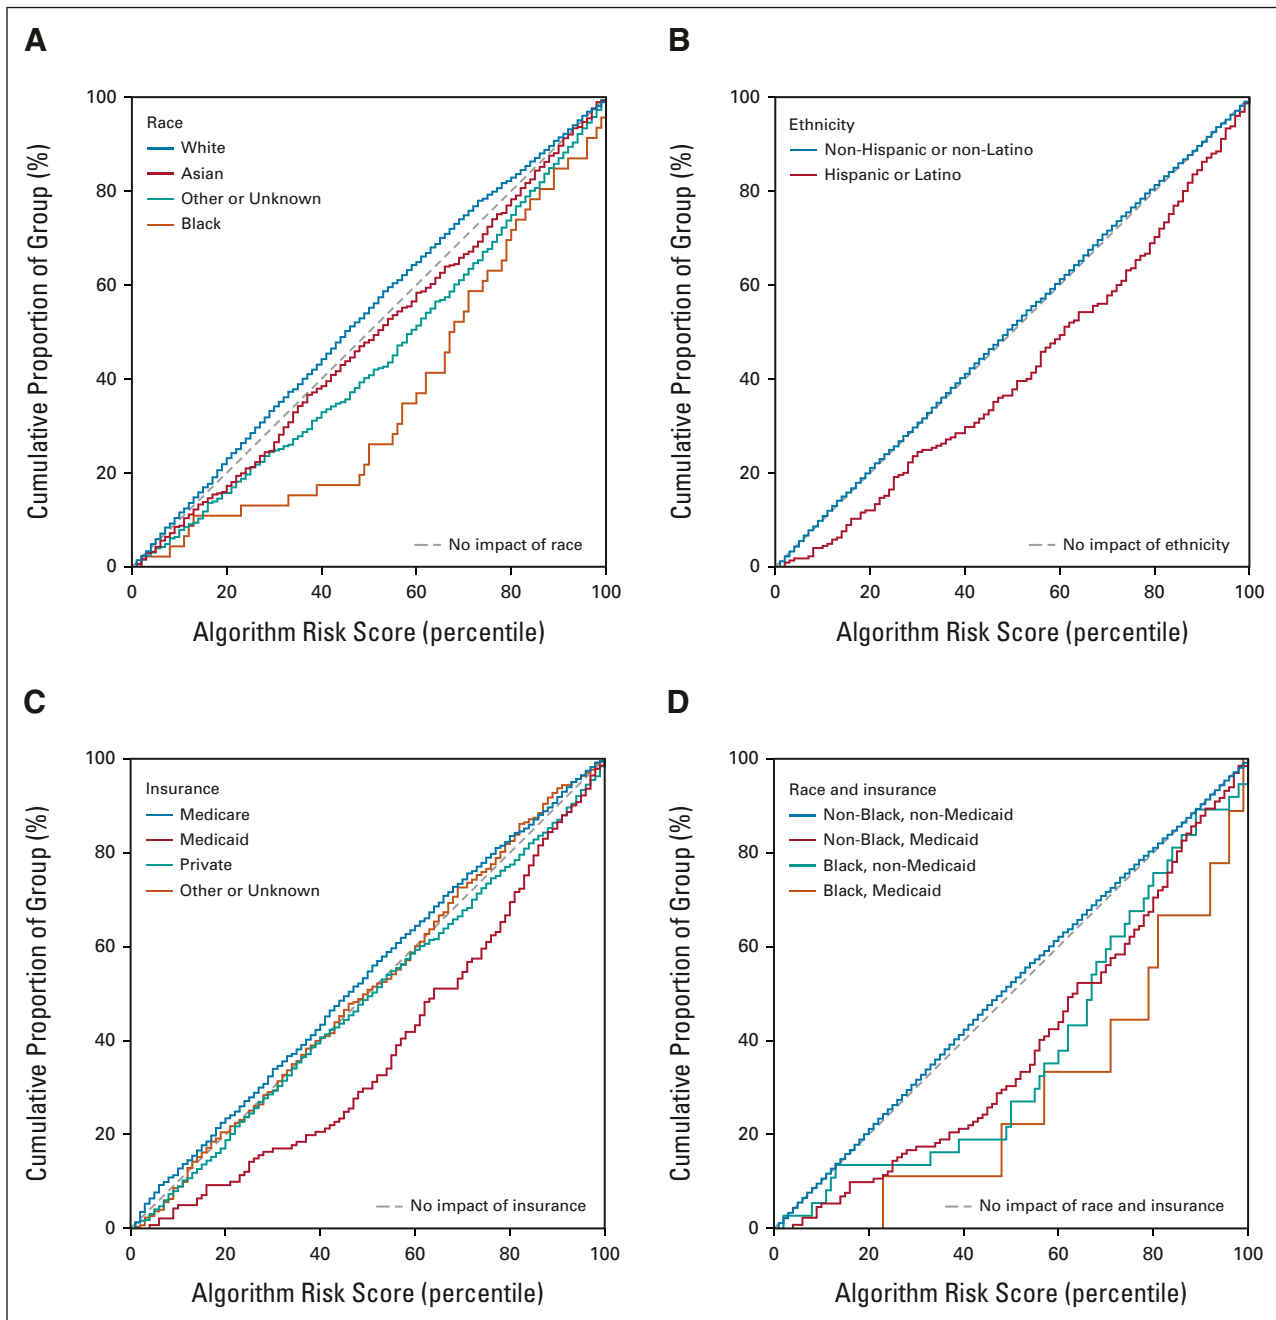 A
Cumulative Proportion of Group (%)
100
80
60
40
20
0
Race
White
Asian
Other or Unknown
Black
No impact of race
0 20 40 60 80 100
Algorithm Risk Score (percentile)
B
Cumulative Proportion of Group (%)
100
80
60
40
20
0
Ethnicity
Non-Hispanic or non-Latino
Hispanic or Latino
No impact of ethnicity
0 20 40 60 80 100
Algorithm Risk Score (percentile)
C
Cumulative Proportion of Group (%)
100
80
60
40
20
0
Insurance
Medicare
Medicaid
Private
Other or Unknown
No impact of insurance
0 20 40 60 80 100
Algorithm Risk Score (percentile)
D
Cumulative Proportion of Group (%)
100
80
60
40
20
0
Race and insurance
Non-Black, non-Medicaid
Non-Black, Medicaid
Black, non-Medicaid
Black, Medicaid
No impact of race and insurance
0 20 40 60 80 100
Algorithm Risk Score (percentile)